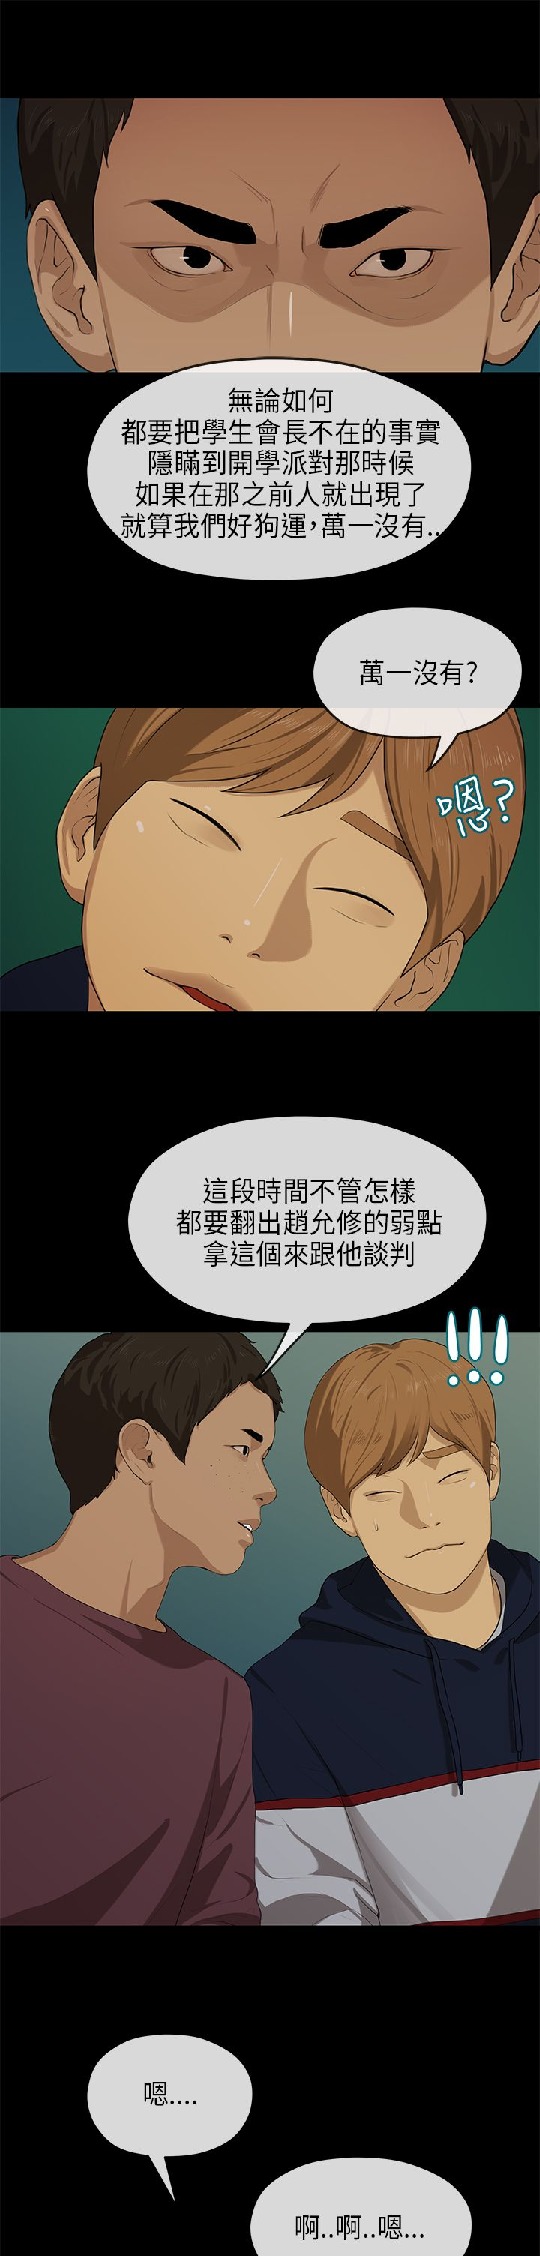 無論如何
都要把學生會長不在的事實
隱瞞到開學派對那時候
如果在那之前人就出現了
就算我們好狗運，萬一沒有..
萬一沒有？
嗯？
這段時間不管怎樣
都要翻出趙允修的弱點
拿這個來跟他談判
!!!
嗯....
啊..啊..嗯...